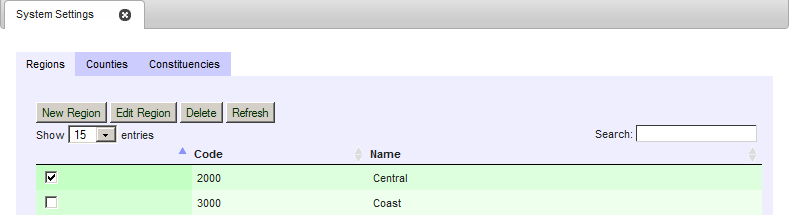 System Settings
Regions Counties Constituencies
New Region Edit Region Delete Refresh
Show 15 entries Search:
Code Name
2000 Central
3000 Coast